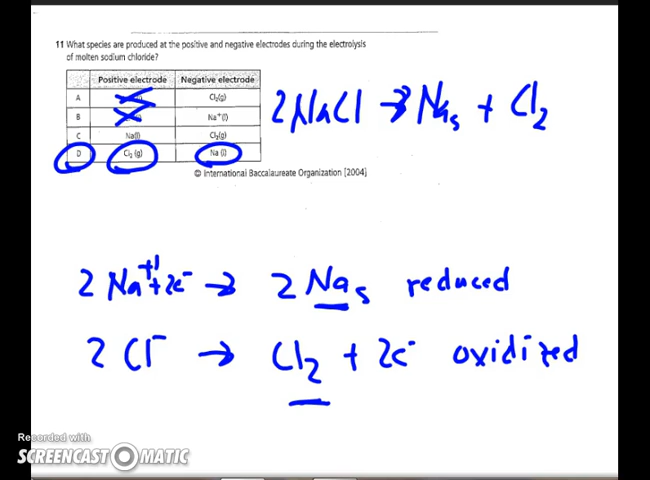 11 What species are produced at the positive and negative electrodes during the electrolysis
of molten sodium chloride?
Positive electrode Negative electrode
A Cl₂(g)
B Na⁺(l)
C Na(l) Cl₂(g)
D Cl₂ (g) Na (l)
© International Baccalaureate Organization [2004]
2NaCl → Naₛ + Cl₂
2 Na⁺¹ + 2e⁻ → 2 Naₛ reduced
2 Cl⁻ → Cl₂ + 2e⁻ oxidized
Recorded with
SCREENCAST-O-MATIC